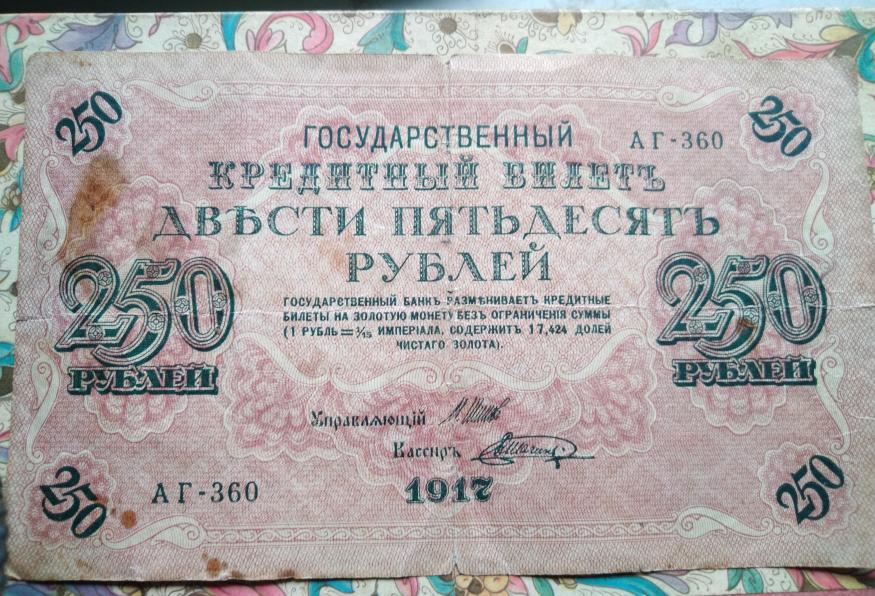 250
250
ГОСУДАРСТВЕННЫЙ
АГ-360
КРЕДИТНЫЙ БИЛЕТЪ
ДВѢСТИ ПЯТЬДЕСЯТЪ
РУБЛЕЙ
250
РУБЛЕЙ
250
РУБЛЕЙ
ГОСУДАРСТВЕННЫЙ БАНКЪ РАЗМѢНИВАЕТЪ КРЕДИТНЫЕ
БИЛЕТЫ НА ЗОЛОТУЮ МОНЕТУ БЕЗЪ ОГРАНИЧЕНІЯ СУММЫ
(1 РУБЛЬ = 1/15 ИМПЕРІАЛА, СОДЕРЖИТЪ 17,424 ДОЛЕЙ
ЧИСТАГО ЗОЛОТА).
Управляющій
Кассиръ
АГ-360
1917
250
250